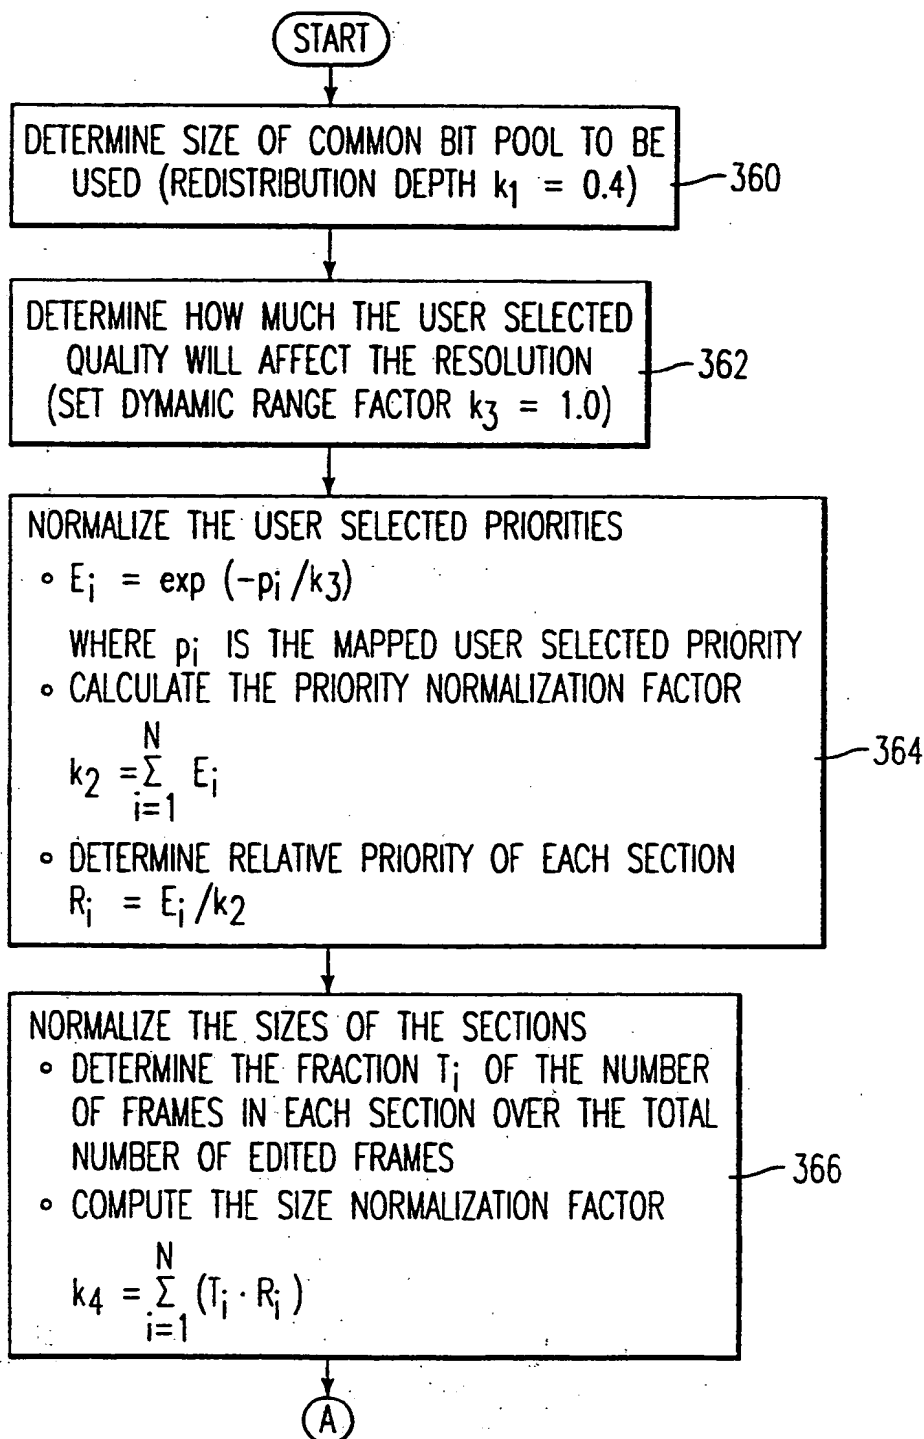 START
DETERMINE SIZE OF COMMON BIT POOL TO BE
USED (REDISTRIBUTION DEPTH k1 = 0.4)
360
DETERMINE HOW MUCH THE USER SELECTED
QUALITY WILL AFFECT THE RESOLUTION
(SET DYMAMIC RANGE FACTOR k3 = 1.0)
362
NORMALIZE THE USER SELECTED PRIORITIES
∘ Ei = exp (-pi/k3)
WHERE pi IS THE MAPPED USER SELECTED PRIORITY
∘ CALCULATE THE PRIORITY NORMALIZATION FACTOR
N
k2 = Σ Ei
i=1
364
∘ DETERMINE RELATIVE PRIORITY OF EACH SECTION
Ri = Ei/k2
NORMALIZE THE SIZES OF THE SECTIONS
∘ DETERMINE THE FRACTION Ti OF THE NUMBER
OF FRAMES IN EACH SECTION OVER THE TOTAL
NUMBER OF EDITED FRAMES
366
∘ COMPUTE THE SIZE NORMALIZATION FACTOR
N
k4 = Σ (Ti · Ri)
i=1
A